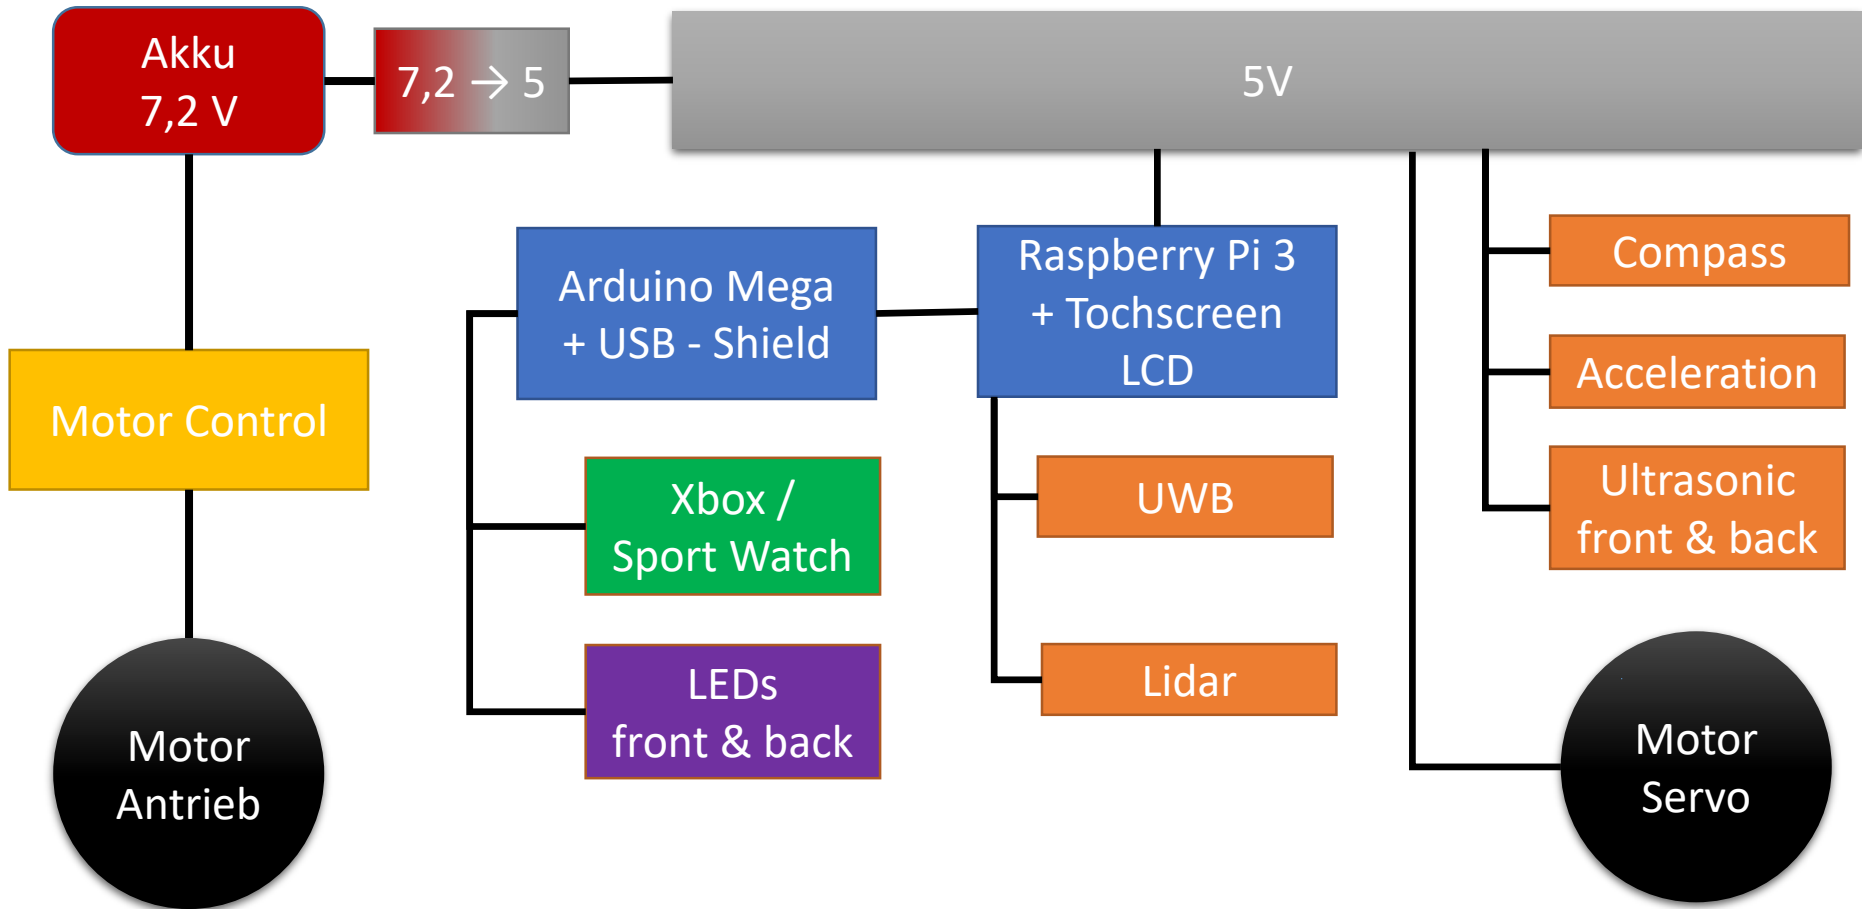 Akku
7,2 V
7,2 → 5
5V
Arduino Mega
+ USB - Shield
Raspberry Pi 3
+ Tochscreen
LCD
Compass
Acceleration
Ultrasonic
front & back
Motor Control
Xbox /
Sport Watch
UWB
LEDs
front & back
Lidar
Motor
Antrieb
Motor
Servo